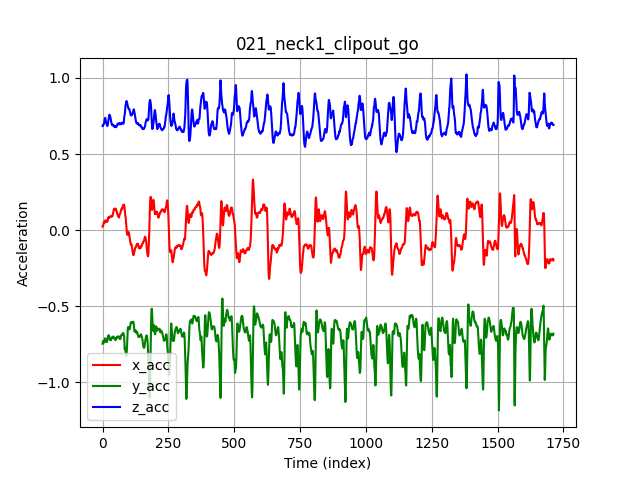 021_neck1_clipout_go
1.0
0.5
0.0
−0.5
−1.0
Acceleration
x_acc
y_acc
z_acc
0 250 500 750 1000 1250 1500 1750
Time (index)